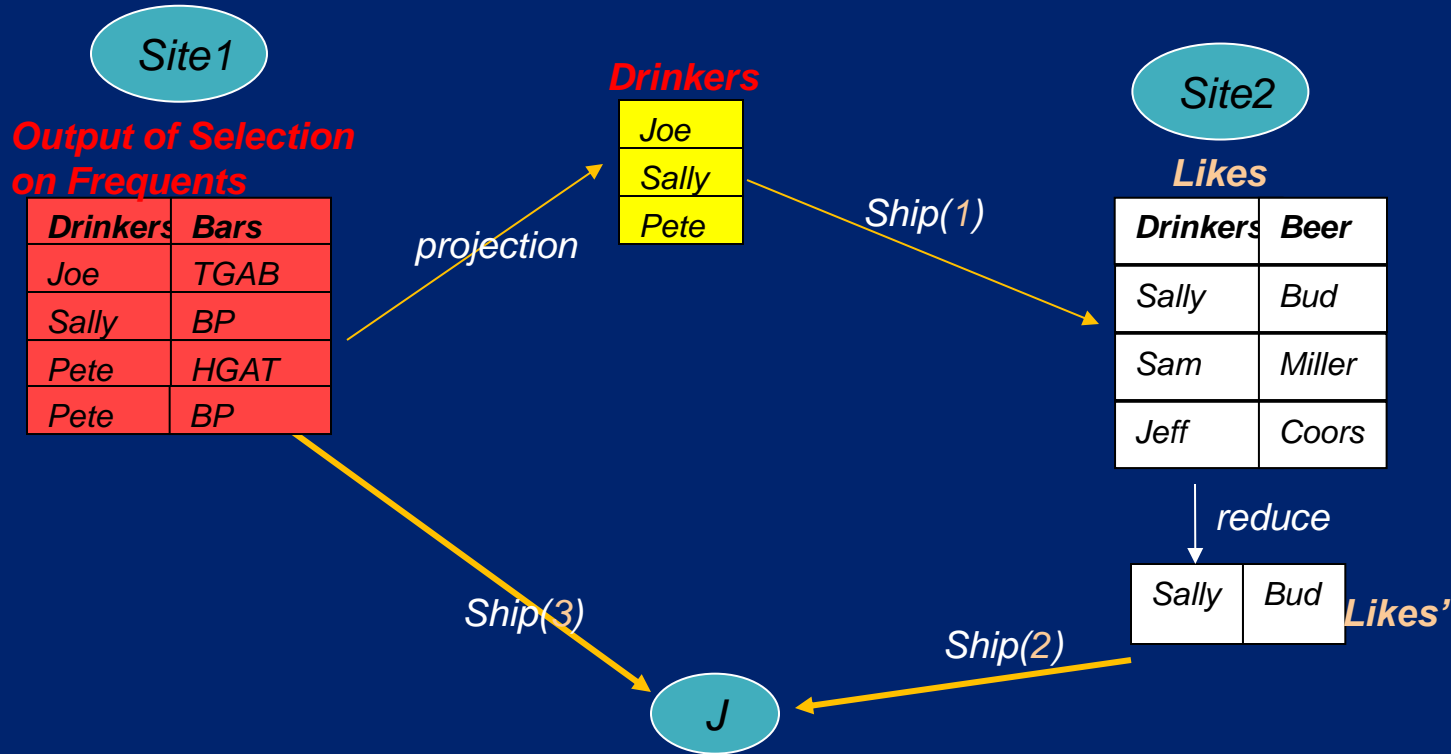 Site1
Output of Selection
on Frequents
Drinkers Bars
Joe TGAB
Sally BP
Pete HGAT
Pete BP
projection
Drinkers
Joe
Sally
Pete
Ship(1)
Site2
Likes
Drinkers Beer
Sally Bud
Sam Miller
Jeff Coors
reduce
Sally Bud
Likes’
Ship(3)
Ship(2)
J